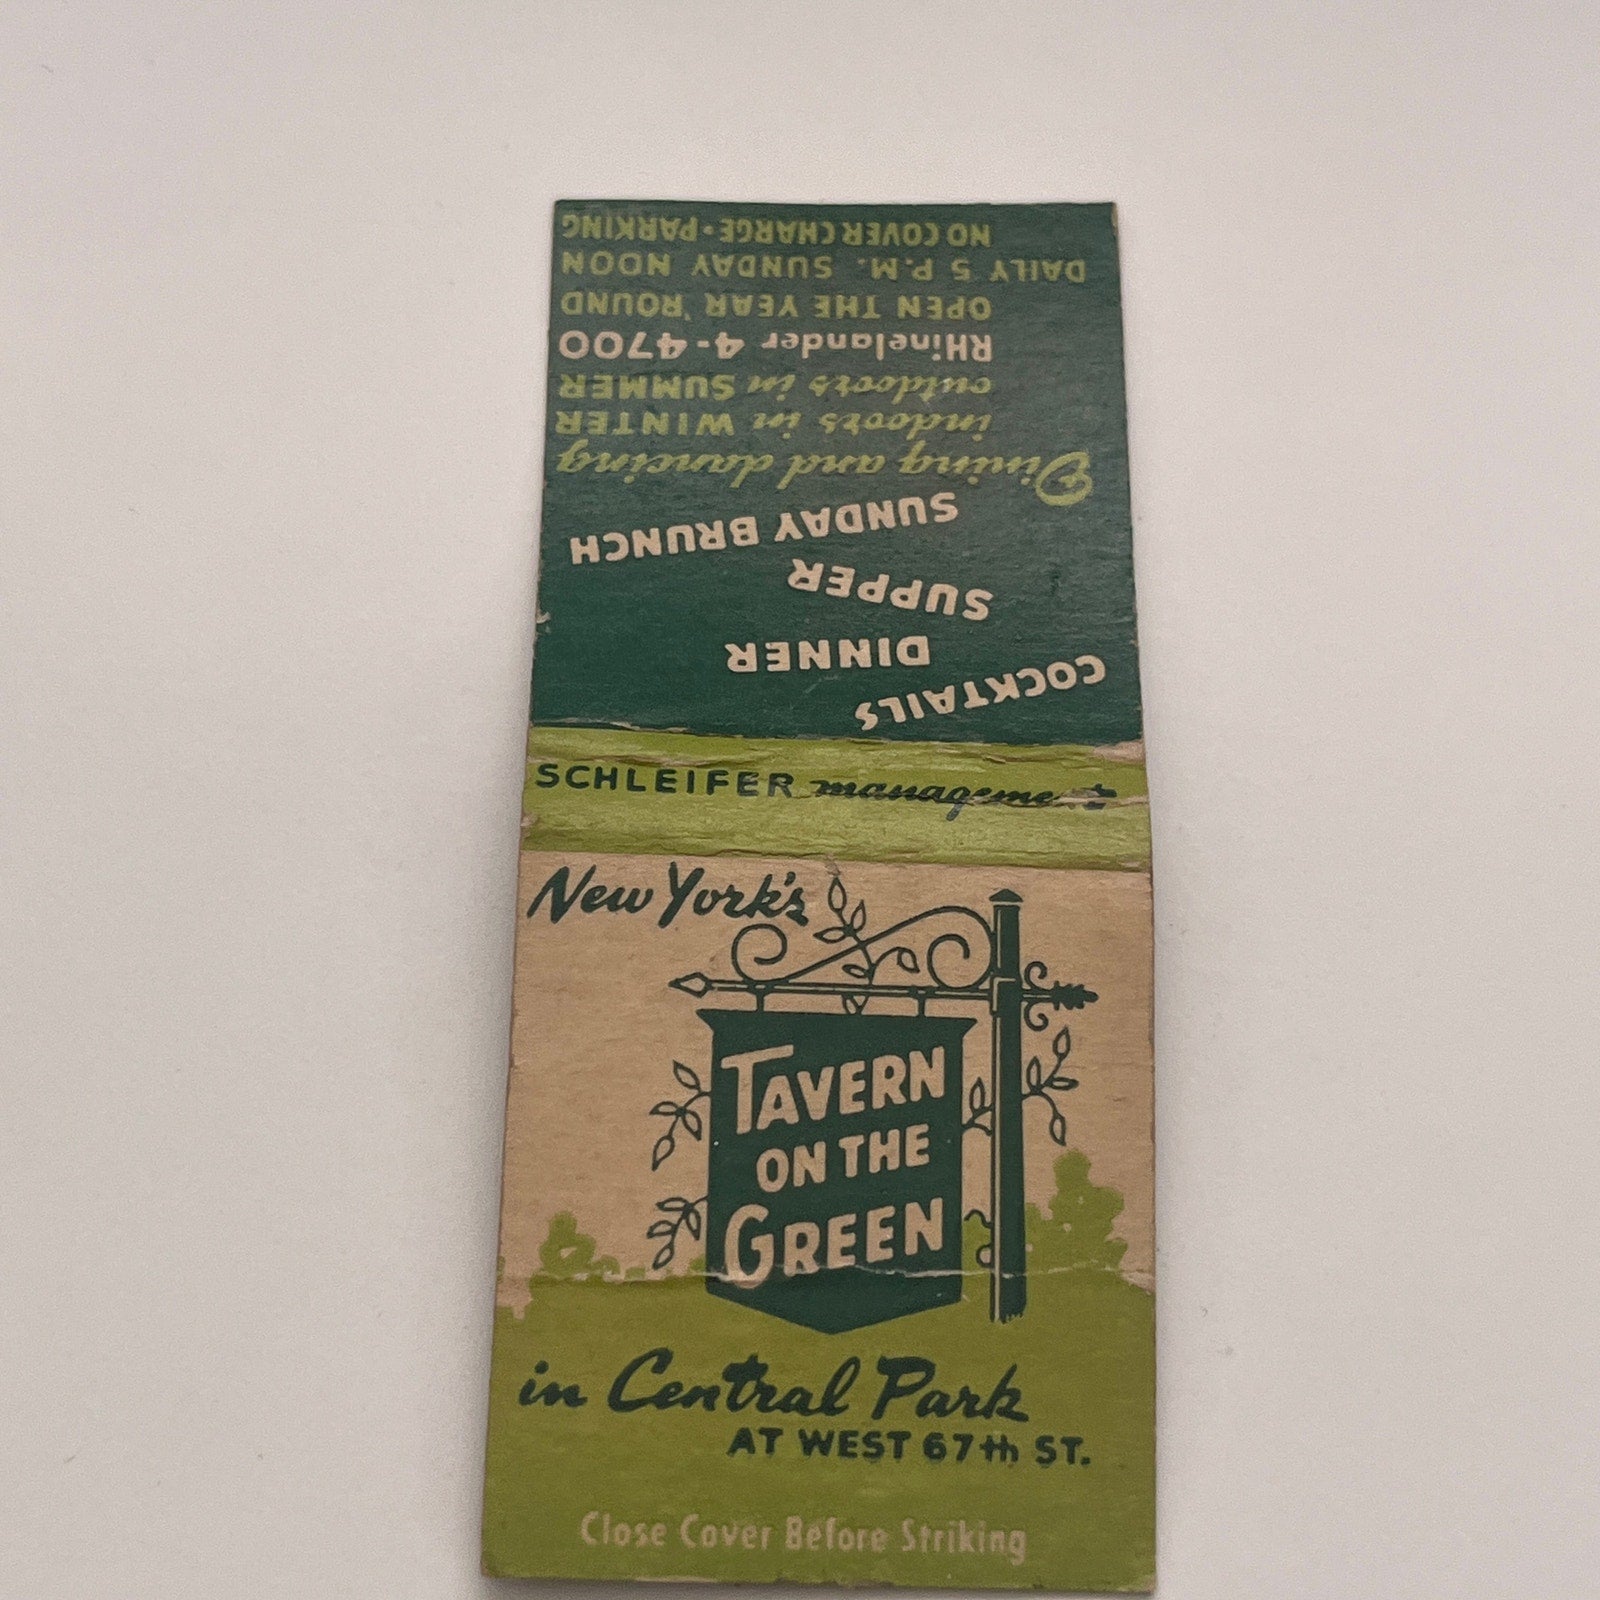 COCKTAILS
DINNER
SUPPER
SUNDAY BRUNCH
Dining and dancing
indoors in WINTER
outdoors in SUMMER
RHinelander 4-4700
OPEN THE YEAR 'ROUND
DAILY 5 P.M. SUNDAY NOON
NO COVER CHARGE • PARKING
SCHLEIFER management
New York's
TAVERN
ON THE
GREEN
in Central Park
AT WEST 67th ST.
Close Cover Before Striking